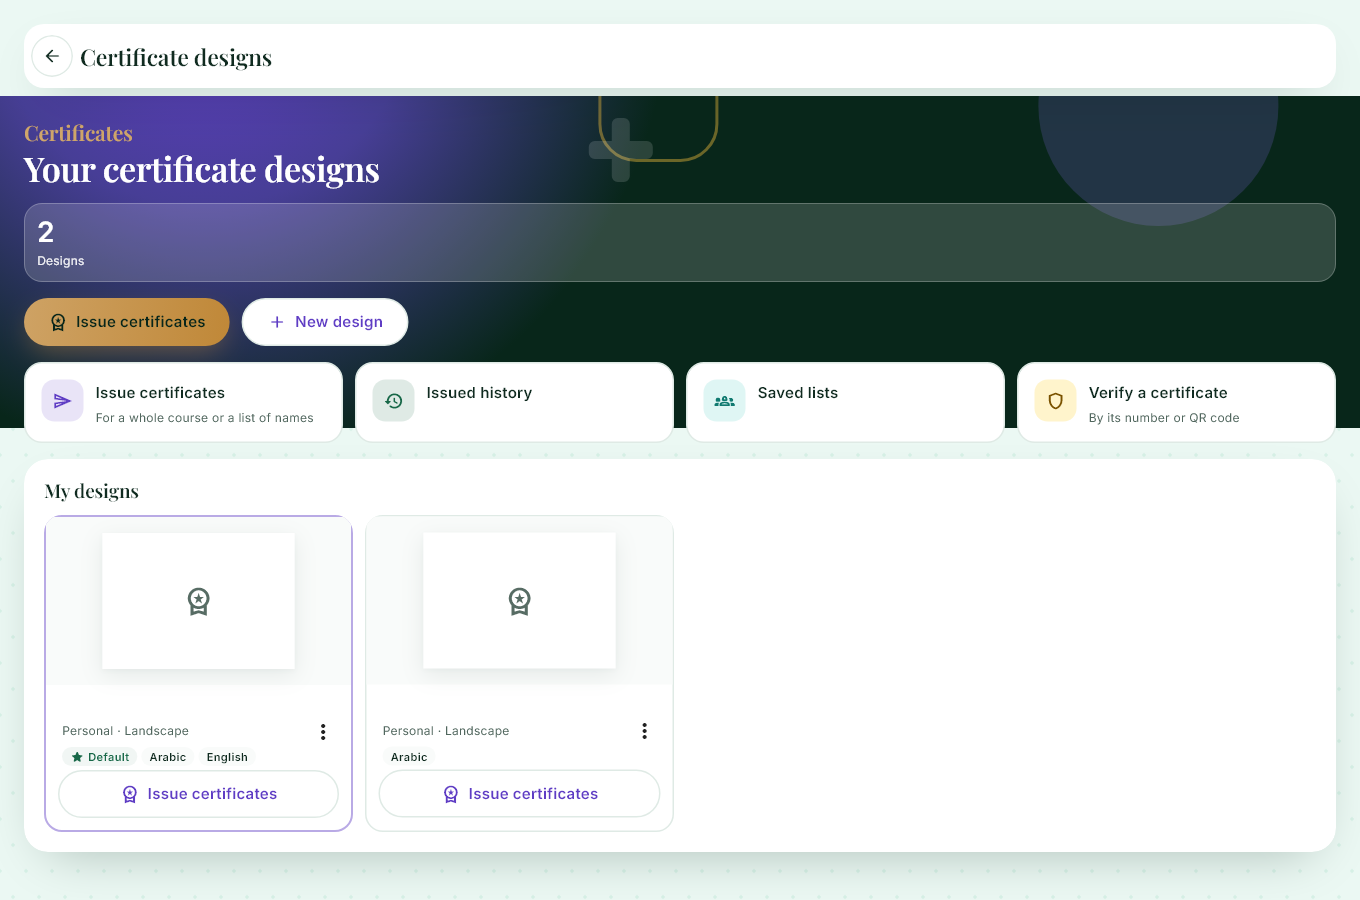 Certificate designs
Certificates
Your certificate designs
2
Designs
Issue certificates
New design
Issue certificates
For a whole course or a list of names
Issued history
Saved lists
Verify a certificate
By its number or QR code
My designs
Personal · Landscape
Default
Arabic
English
Issue certificates
Personal · Landscape
Arabic
Issue certificates